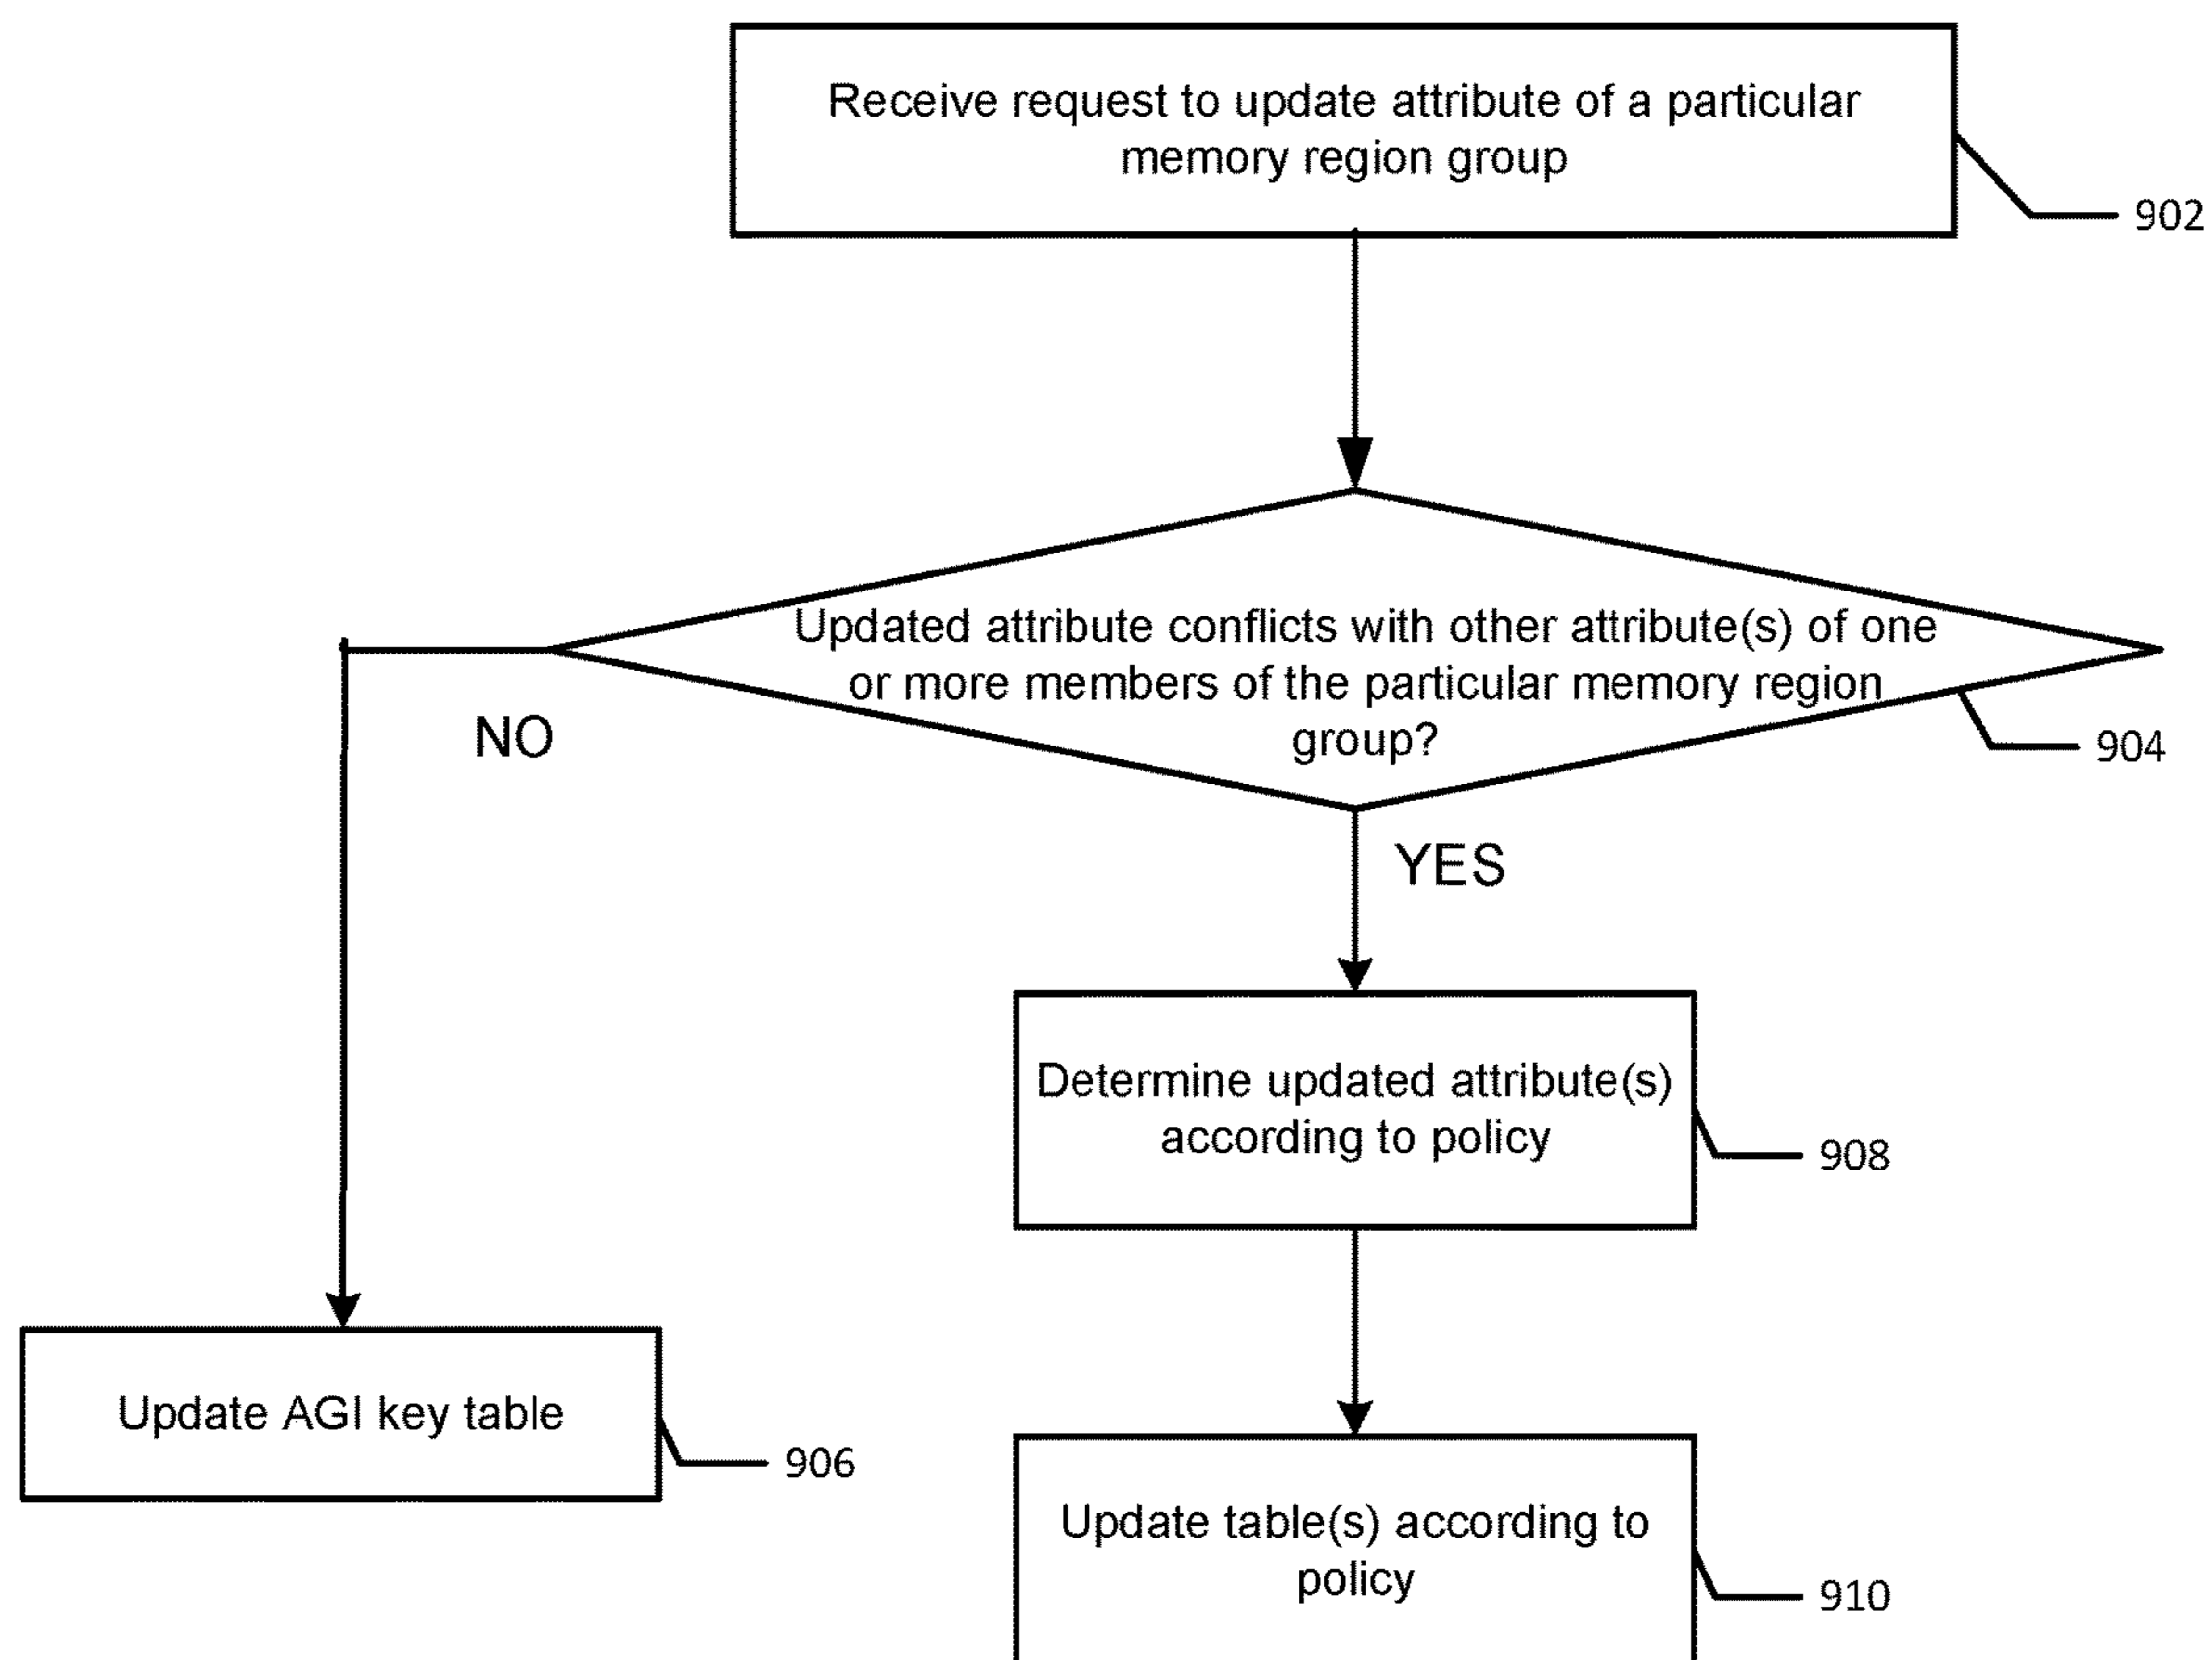 Receive request to update attribute of a particular
memory region group
902
Updated attribute conflicts with other attribute(s) of one
or more members of the particular memory region
group?
904
NO
YES
Determine updated attribute(s)
according to policy
908
Update AGI key table
906
Update table(s) according to
policy
910